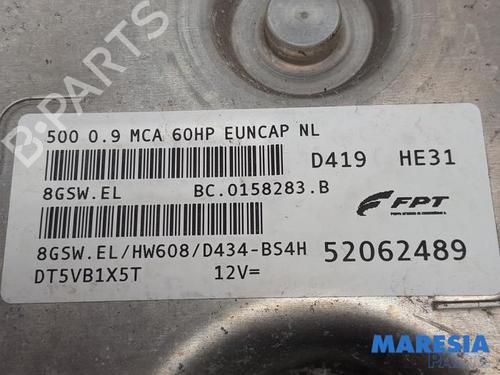 500 0.9 MCA 60HP EUNCAP NL
D419 HE31
8GSW.EL BC.0158283.B
FPT
8GSW.EL/HW608/D434-BS4H 52062489
DT5VB1X5T 12V=
B-PARTS
MARESIA
PARTS